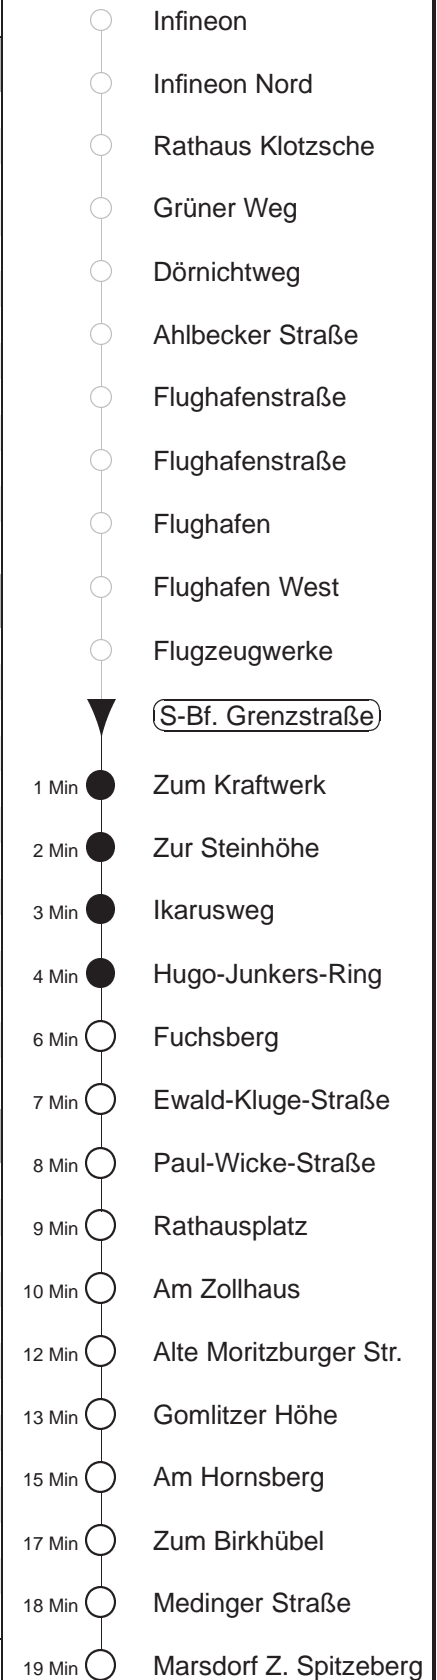 Infineon
Infineon Nord
Rathaus Klotzsche
Grüner Weg
Dörnichtweg
Ahlbecker Straße
Flughafenstraße
Flughafenstraße
Flughafen
Flughafen West
Flugzeugwerke
S-Bf. Grenzstraße
1 Min Zum Kraftwerk
2 Min Zur Steinhöhe
3 Min Ikarusweg
4 Min Hugo-Junkers-Ring
6 Min Fuchsberg
7 Min Ewald-Kluge-Straße
8 Min Paul-Wicke-Straße
9 Min Rathausplatz
10 Min Am Zollhaus
12 Min Alte Moritzburger Str.
13 Min Gomlitzer Höhe
15 Min Am Hornsberg
17 Min Zum Birkhübel
18 Min Medinger Straße
19 Min Marsdorf Z. Spitzeberg